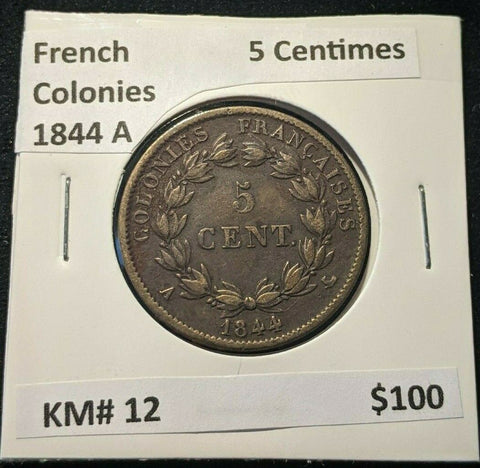 French 5 Centimes
Colonies
1844 A
COLONIES FRANÇAISES
5
CENT.
A
1844
KM# 12 $100